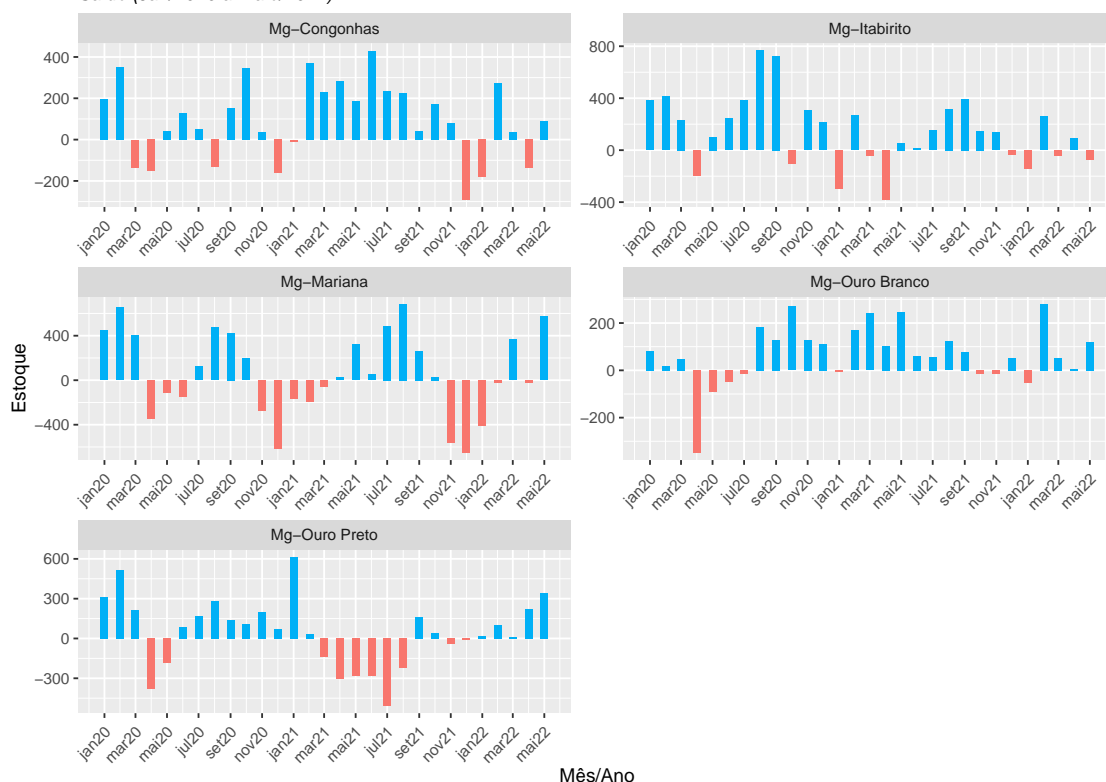 Mg−Congonhas
Mg−Itabirito
400
200
0
−200
800
400
0
−400
jan20 mar20 mai20 jul20 set20 nov20 jan21 mar21 mai21 jul21 set21 nov21 jan22 mar22 mai22
jan20 mar20 mai20 jul20 set20 nov20 jan21 mar21 mai21 jul21 set21 nov21 jan22 mar22 mai22
Mg−Mariana
Mg−Ouro Branco
400
0
−400
200
0
−200
jan20 mar20 mai20 jul20 set20 nov20 jan21 mar21 mai21 jul21 set21 nov21 jan22 mar22 mai22
jan20 mar20 mai20 jul20 set20 nov20 jan21 mar21 mai21 jul21 set21 nov21 jan22 mar22 mai22
Estoque
Mg−Ouro Preto
600
300
0
−300
jan20 mar20 mai20 jul20 set20 nov20 jan21 mar21 mai21 jul21 set21 nov21 jan22 mar22 mai22
Mês/Ano